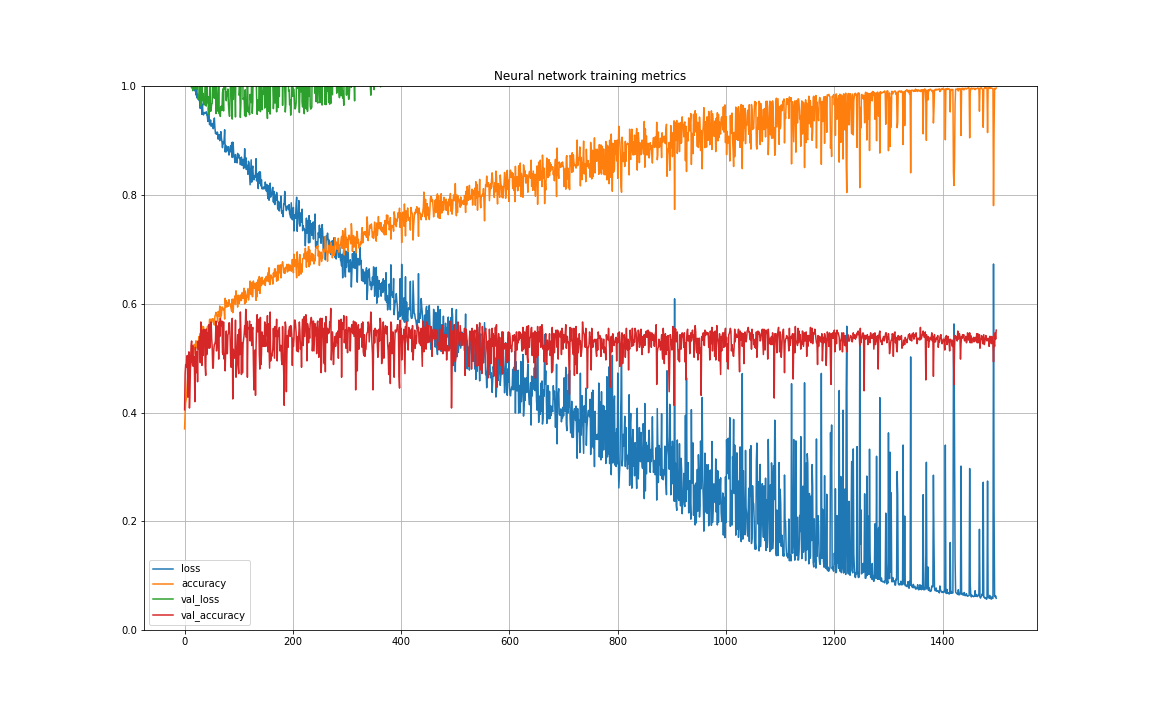 Neural network training metrics
1.0
0.8
0.6
0.4
0.2
0.0
loss
accuracy
val_loss
val_accuracy
0 200 400 600 800 1000 1200 1400